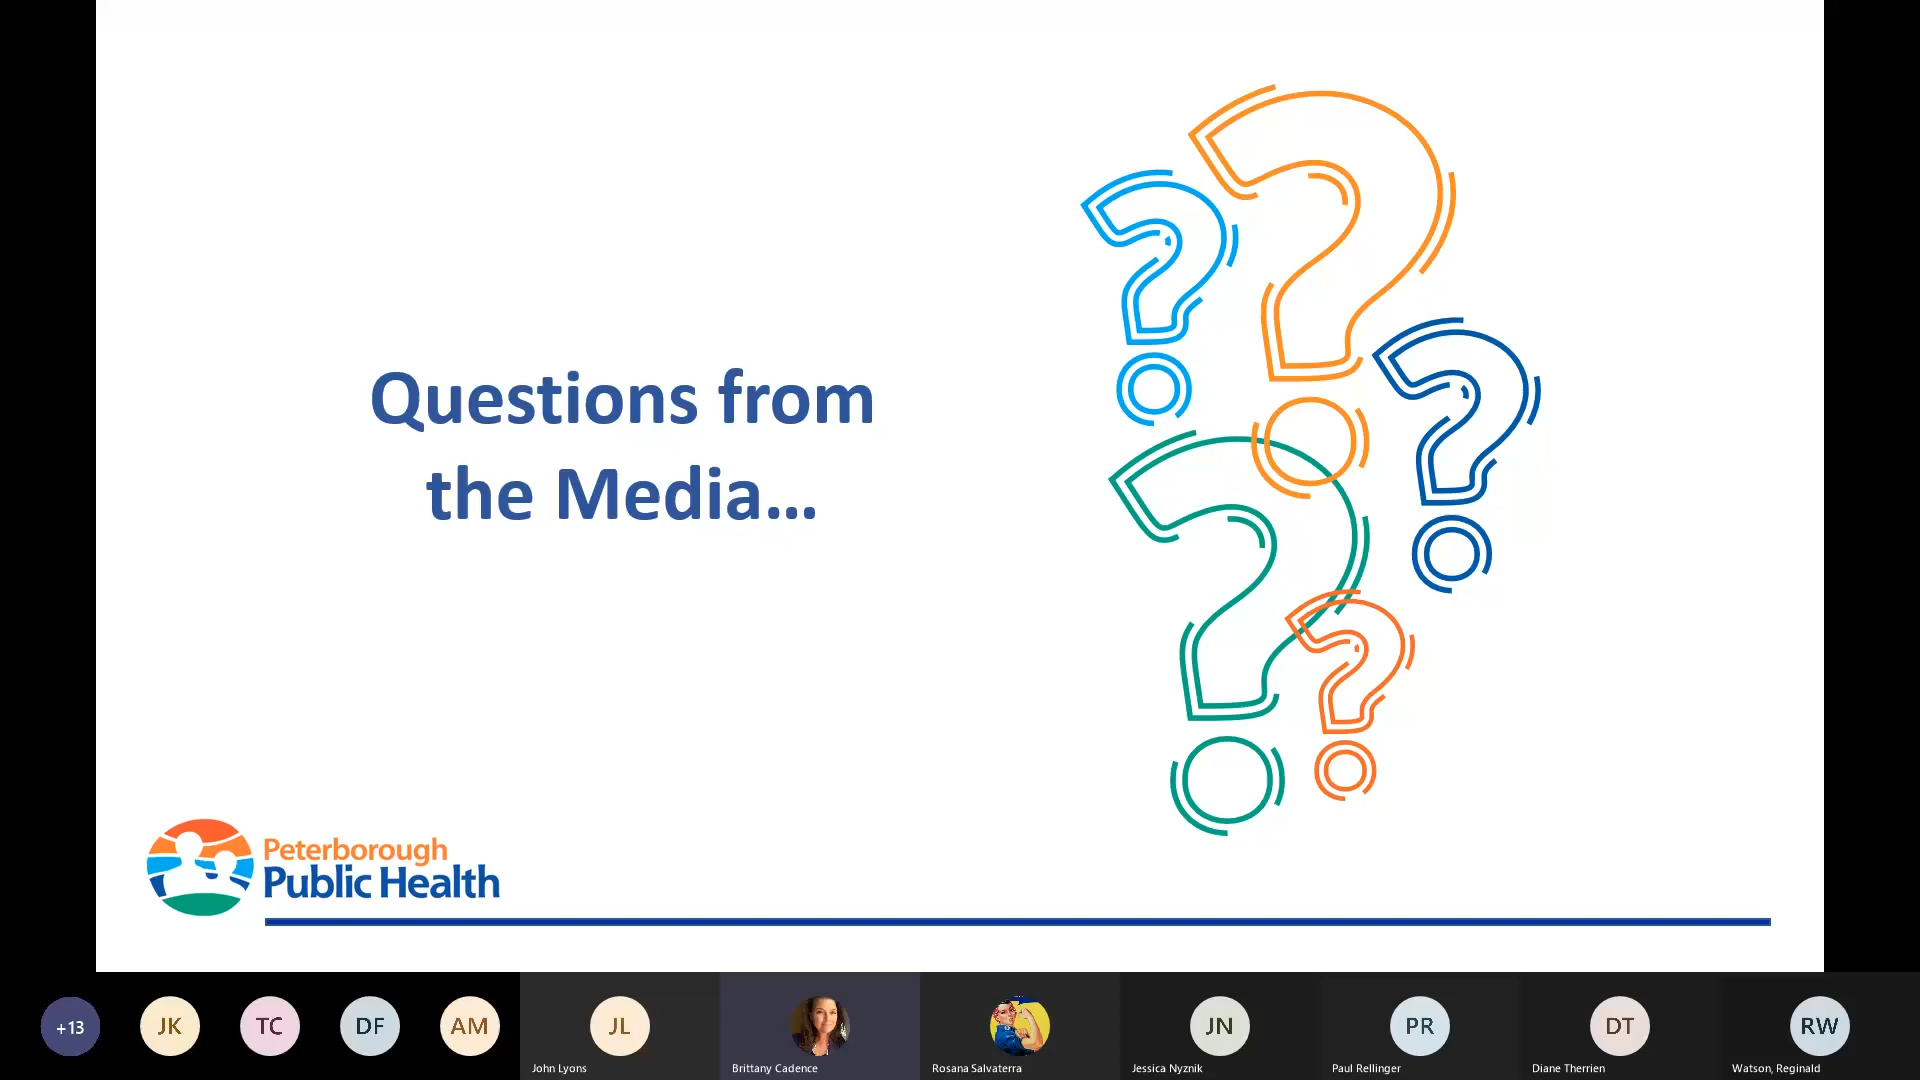 Questions from
the Media...
Peterborough
Public Health
+13
JK
TC
DF
AM
JL
JN
PR
DT
RW
John Lyons
Brittany Cadence
Rosana Salvaterra
Jessica Nyznik
Paul Rellinger
Diane Therrien
Watson, Reginald